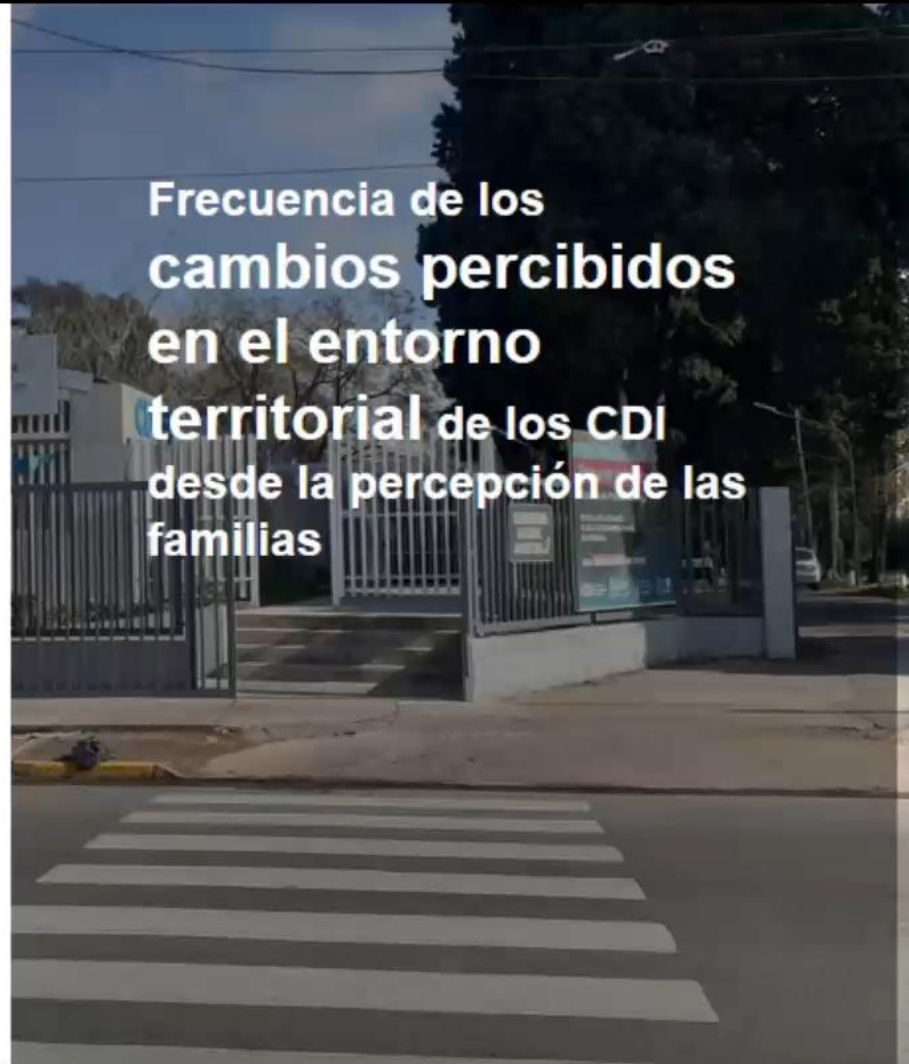 Frecuencia de los
cambios percibidos
en el entorno
territorial de los CDI
desde la percepción de las
familias